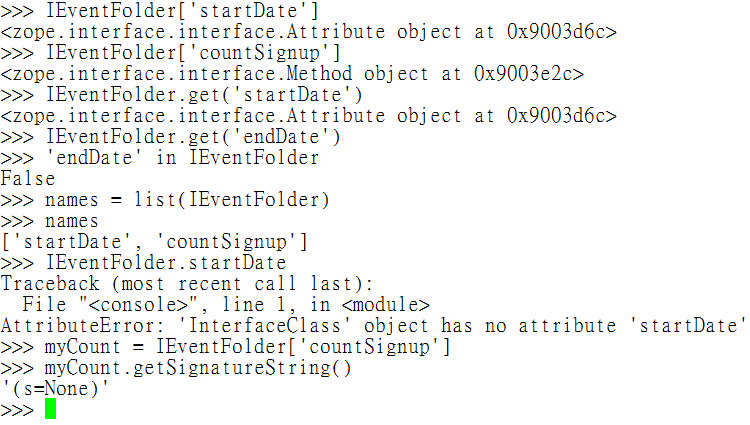 >>> IEventFolder['startDate']
<zope.interface.interface.Attribute object at 0x9003d6c>
>>> IEventFolder['countSignup']
<zope.interface.interface.Method object at 0x9003e2c>
>>> IEventFolder.get('startDate')
<zope.interface.interface.Attribute object at 0x9003d6c>
>>> IEventFolder.get('endDate')
>>> 'endDate' in IEventFolder
False
>>> names = list(IEventFolder)
>>> names
['startDate', 'countSignup']
>>> IEventFolder.startDate
Traceback (most recent call last):
  File "<console>", line 1, in <module>
AttributeError: 'InterfaceClass' object has no attribute 'startDate'
>>> myCount = IEventFolder['countSignup']
>>> myCount.getSignatureString()
'(s=None)'
>>>